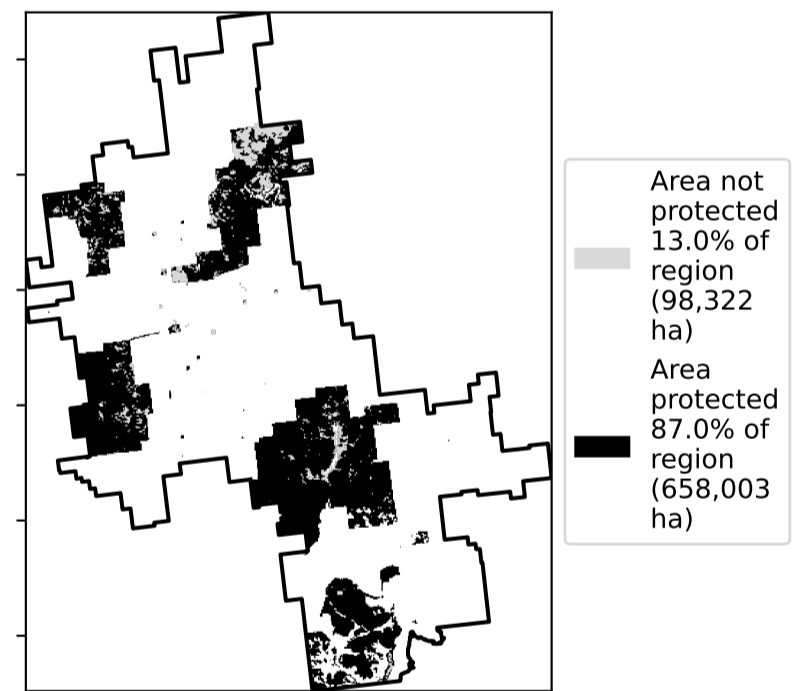 Area not
protected
13.0% of
region
(98,322
ha)
Area
protected
87.0% of
region
(658,003
ha)